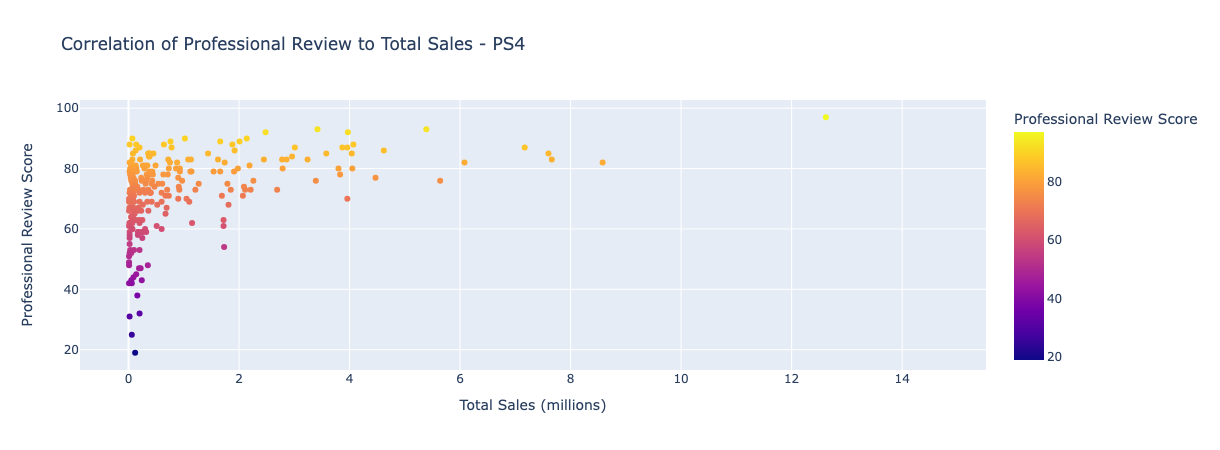 Correlation of Professional Review to Total Sales - PS4
Professional Review Score
100
80
60
40
20
0 2 4 6 8 10 12 14
Total Sales (millions)
Professional Review Score
80
60
40
20